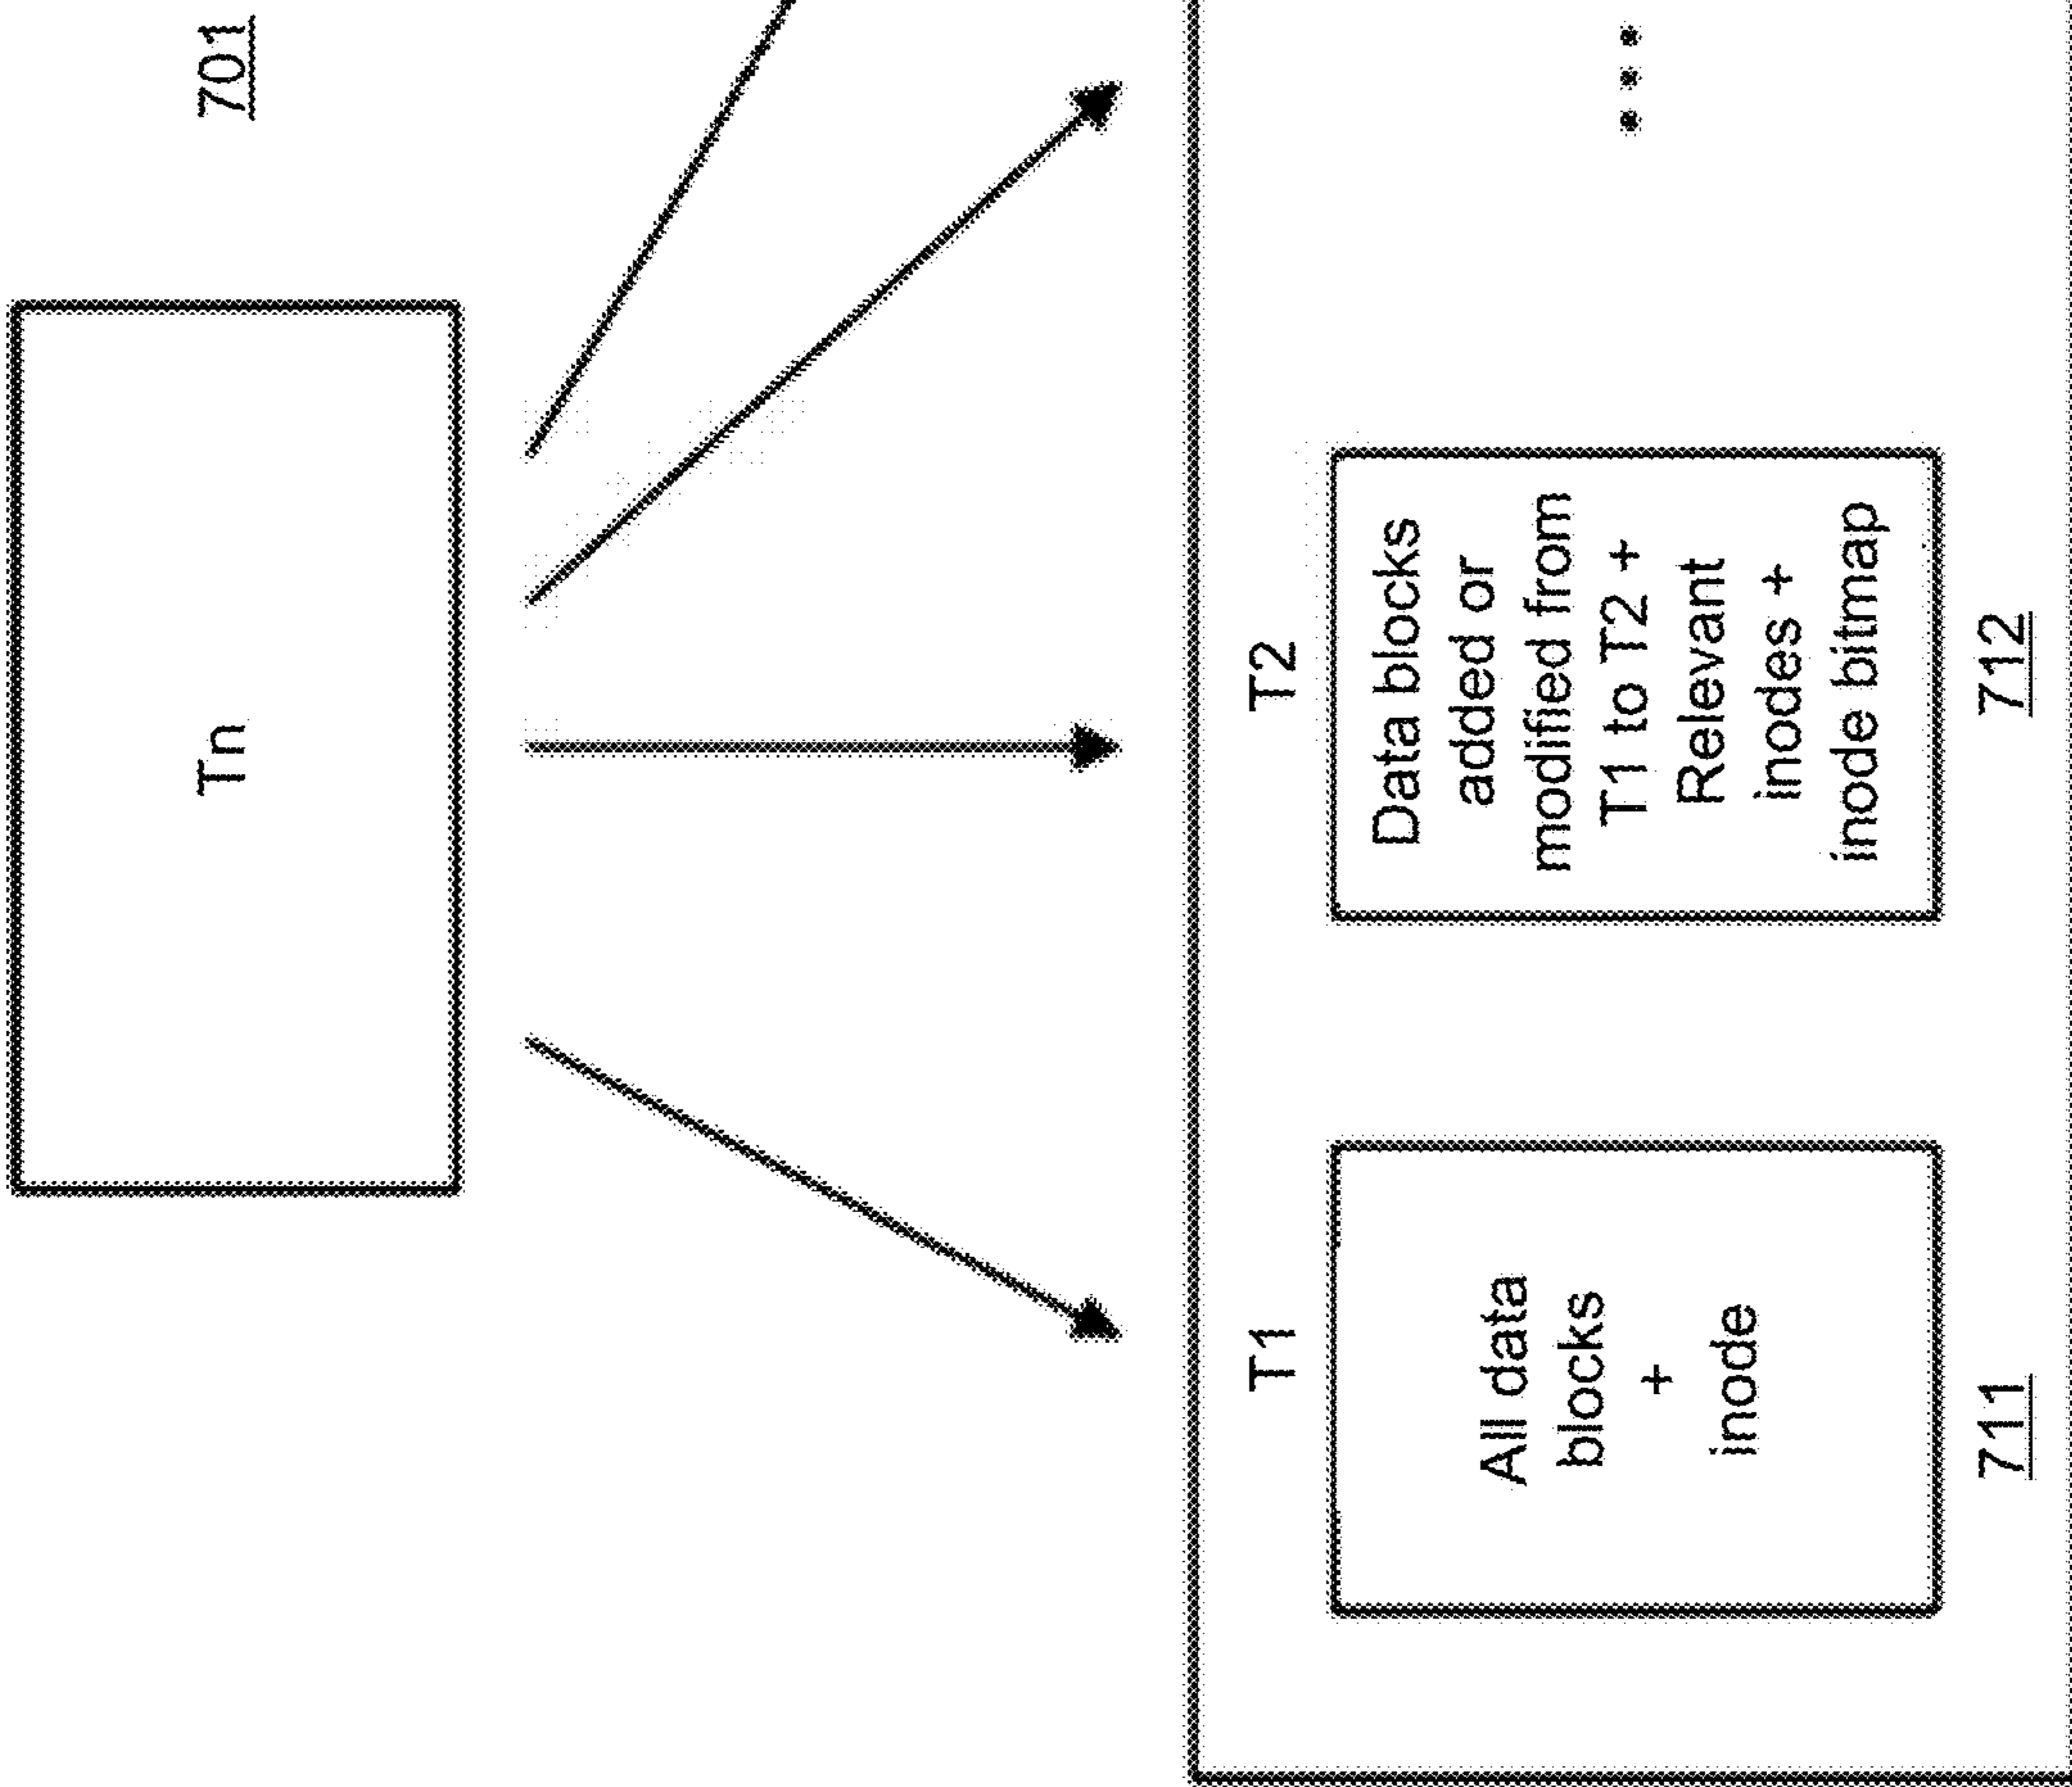 Tn
701
T1
All data
blocks
+
inode
711
T2
Data blocks
added or
modified from
T1 to T2 +
Relevant
inodes +
inode bitmap
712